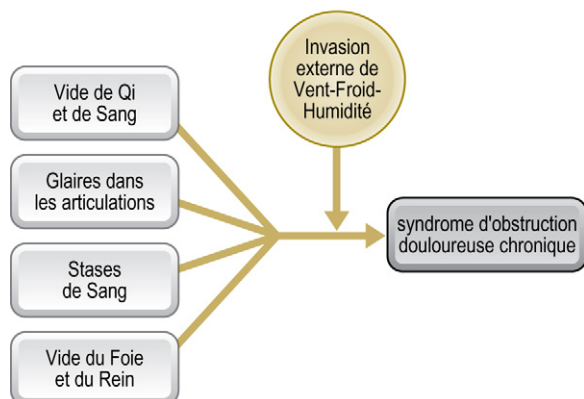 Invasion
externe de
Vent-Froid-
Humidité
Vide de Qi
et de Sang
Glaires dans
les articulations
Stases
de Sang
Vide du Foie
et du Rein
syndrome d'obstruction
douloureuse chronique